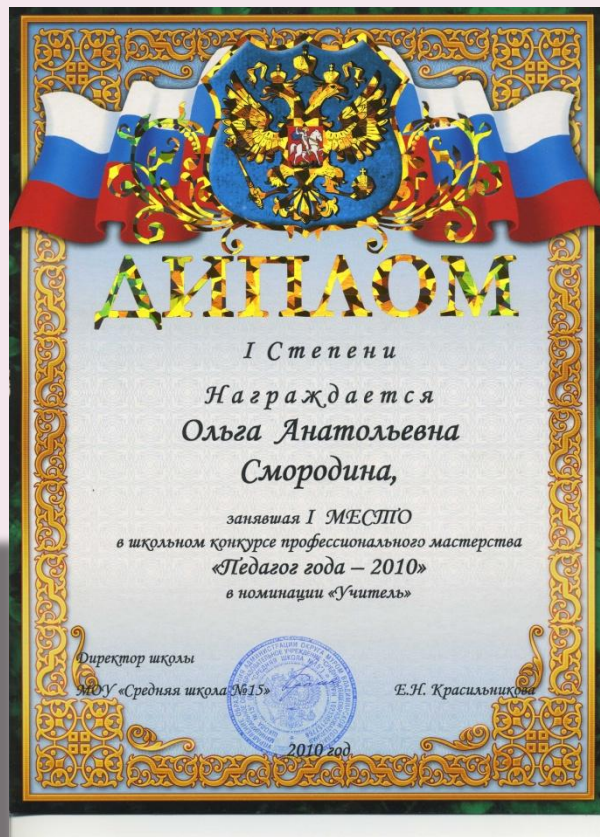 ДИПЛОМ
I Степени
Награждается
Ольга Анатольевна
Смородина,
занявшая I МЕСТО
в школьном конкурсе профессионального мастерства
«Педагог года – 2010»
в номинации «Учитель»
Директор школы
МОУ «Средняя школа №15» Е.Н. Красильникова
2010 год